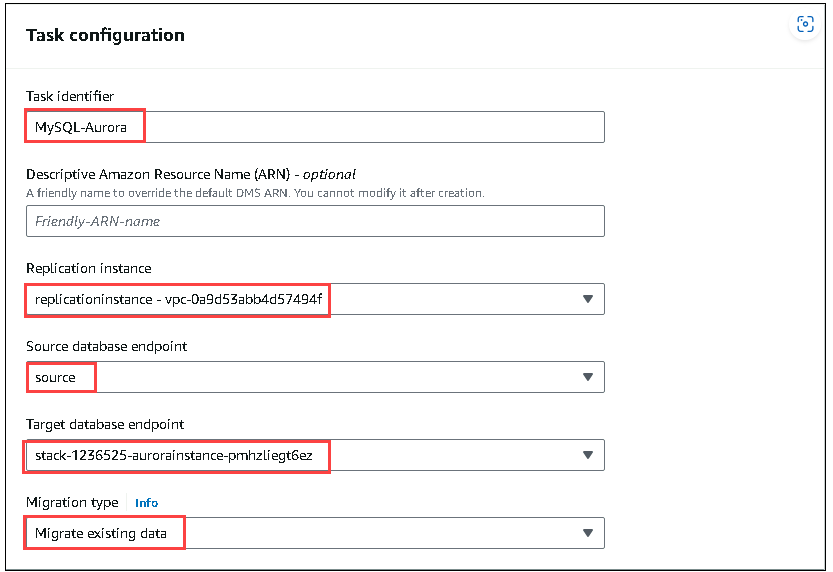 Task configuration
Task identifier
MySQL-Aurora
Descriptive Amazon Resource Name (ARN) - optional
A friendly name to override the default DMS ARN. You cannot modify it after creation.
Friendly-ARN-name
Replication instance
replicationinstance - vpc-0a9d53abb4d57494f
Source database endpoint
source
Target database endpoint
stack-1236525-aurorainstance-pmhzliegt6ez
Migration type Info
Migrate existing data